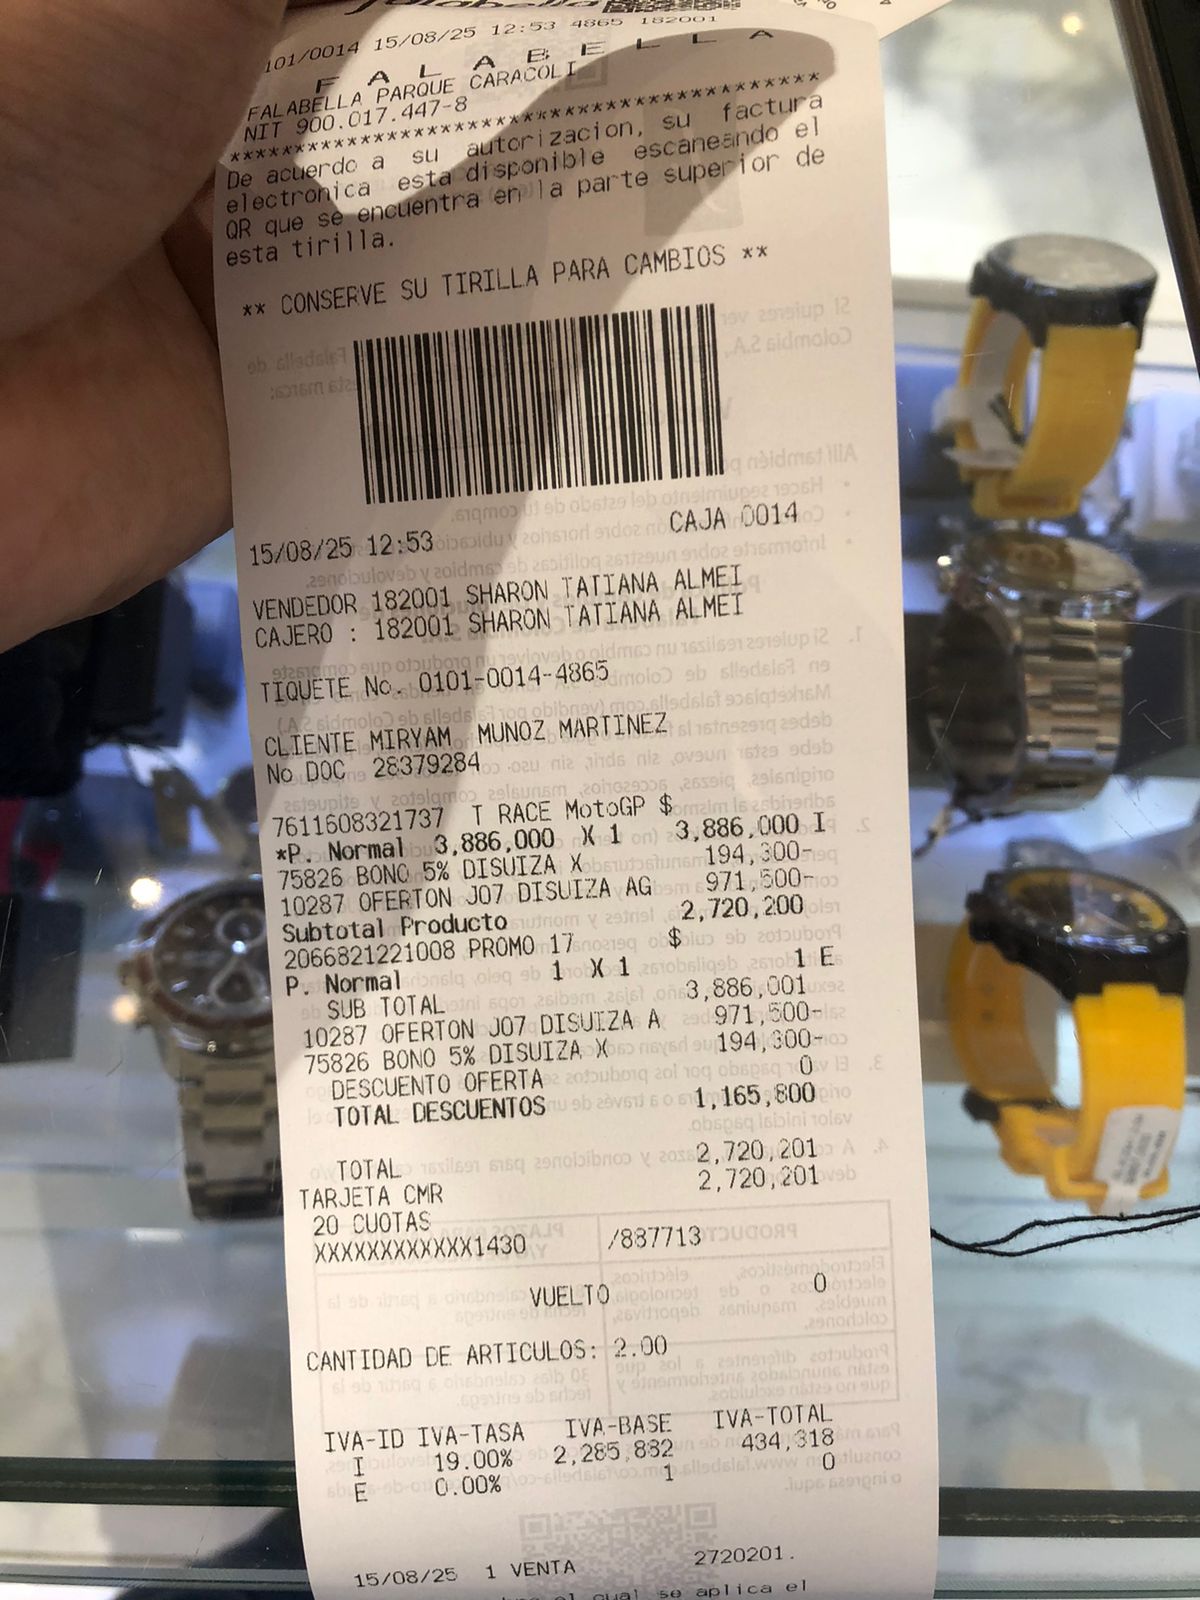 101/0014 15/08/25 12:53 4865 182001
F A L A B E L L A
FALABELLA PARQUE CARACOLI
NIT 900.017.447-8
****************************************
De acuerdo a su autorizacion, su factura
electronica esta disponible escaneando el
QR que se encuentra en la parte superior de
esta tirilla.
** CONSERVE SU TIRILLA PARA CAMBIOS **
15/08/25 12:53 CAJA 0014
VENDEDOR 182001 SHARON TATIANA ALMEI
CAJERO : 182001 SHARON TATIANA ALMEI
TIQUETE No. 0101-0014-4865
CLIENTE MIRYAM MUNOZ MARTINEZ
No DOC 28379284
7611608321737 T RACE MotoGP $
*P. Normal 3,886,000 X 1 3,886,000 I
75826 BONO 5% DISUIZA X 194,300-
10287 OFERTON J07 DISUIZA AG 971,500-
Subtotal Producto 2,720,200
2066821221008 PROMO 17 $
P. Normal 1 X 1 1 E
SUB TOTAL 3,886,001
10287 OFERTON J07 DISUIZA A 971,500-
75826 BONO 5% DISUIZA X 194,300-
DESCUENTO OFERTA 0
TOTAL DESCUENTOS 1,165,800
TOTAL 2,720,201
TARJETA CMR 2,720,201
20 CUOTAS
XXXXXXXXXXXX1430 /887713
VUELTO 0
CANTIDAD DE ARTICULOS: 2.00
IVA-ID IVA-TASA IVA-BASE IVA-TOTAL
I 19.00% 2,285,882 434,318
E 0.00% 1 0
15/08/25 1 VENTA 2720201.
el cual se aplica el